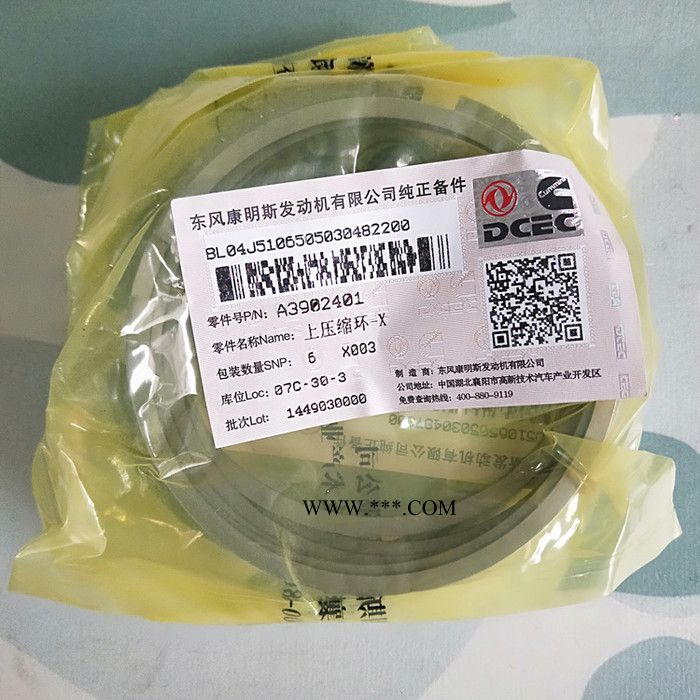 东风康明斯发动机有限公司纯正备件
Cummins
DCEC
BL04J5106505030482200
零件号P/N: A3902401
零件名称Name: 上压缩环-X
包装数量SNP: 6 X003
库位Loc: 07C-30-3
批次Lot: 1449030000
制 造 商: 东风康明斯发动机有限公司
公司地址: 中国湖北襄阳市高新技术汽车产业开发区
免费查询热线: 400-880-9119
WWW.***.COM